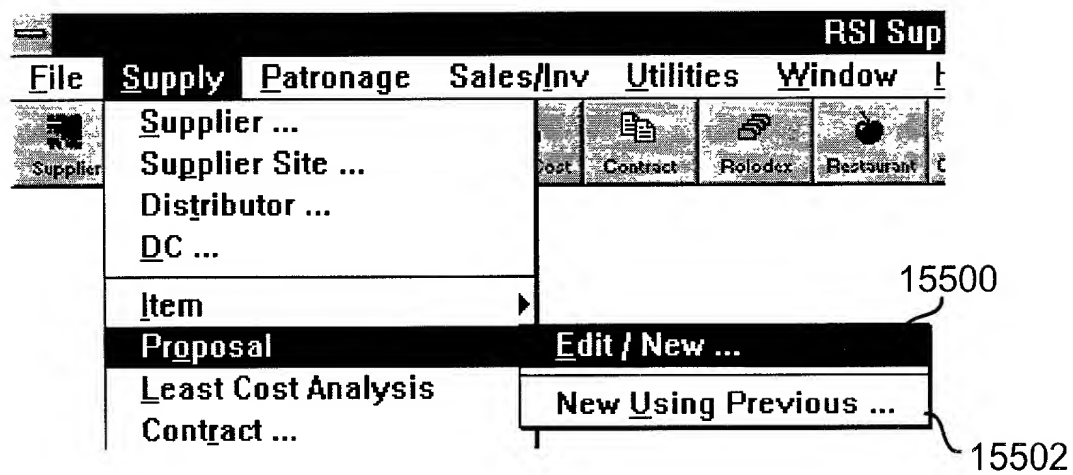 RSI Sup
File Supply Patronage Sales/Inv Utilities Window
Supplier Cost Contract Rolodex Restaurant
Supplier ...
Supplier Site ...
Distributor ...
DC ...
Item
Proposal
Least Cost Analysis
Contract ...
Edit / New ...
New Using Previous ...
15500
15502